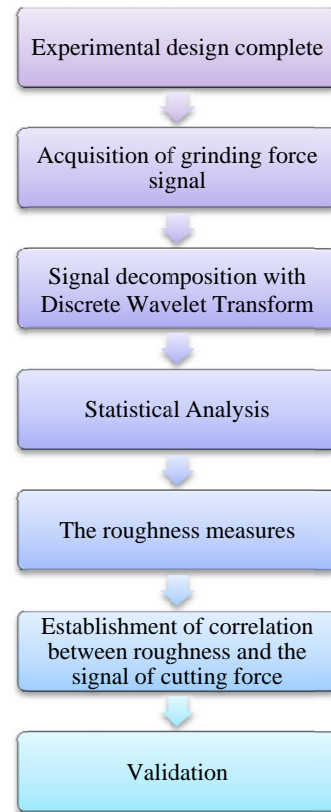 Experimental design complete
Acquisition of grinding force
signal
Signal decomposition with
Discrete Wavelet Transform
Statistical Analysis
The roughness measures
Establishment of correlation
between roughness and the
signal of cutting force
Validation